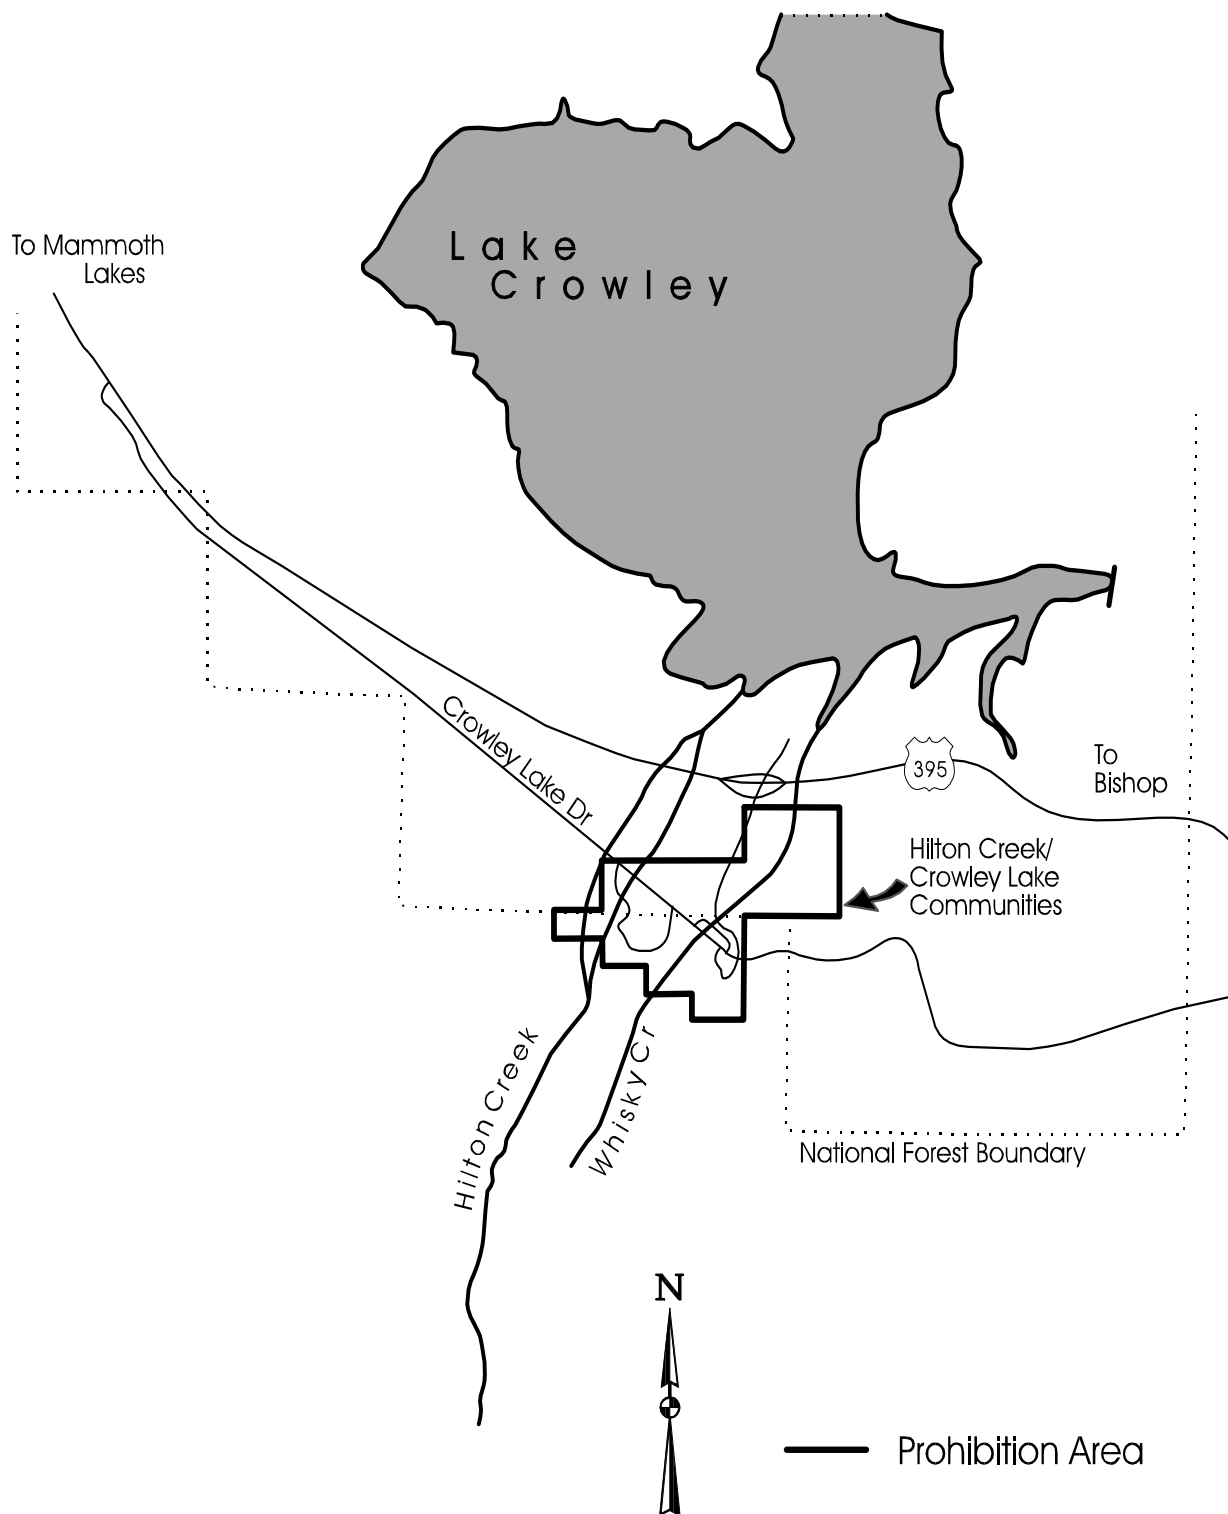 Lake
Crowley
To Mammoth
Lakes
Crowley Lake Dr
395
To
Bishop
Hilton Creek/
Crowley Lake
Communities
Hilton Creek
Whisky Cr
National Forest Boundary
N
Prohibition Area